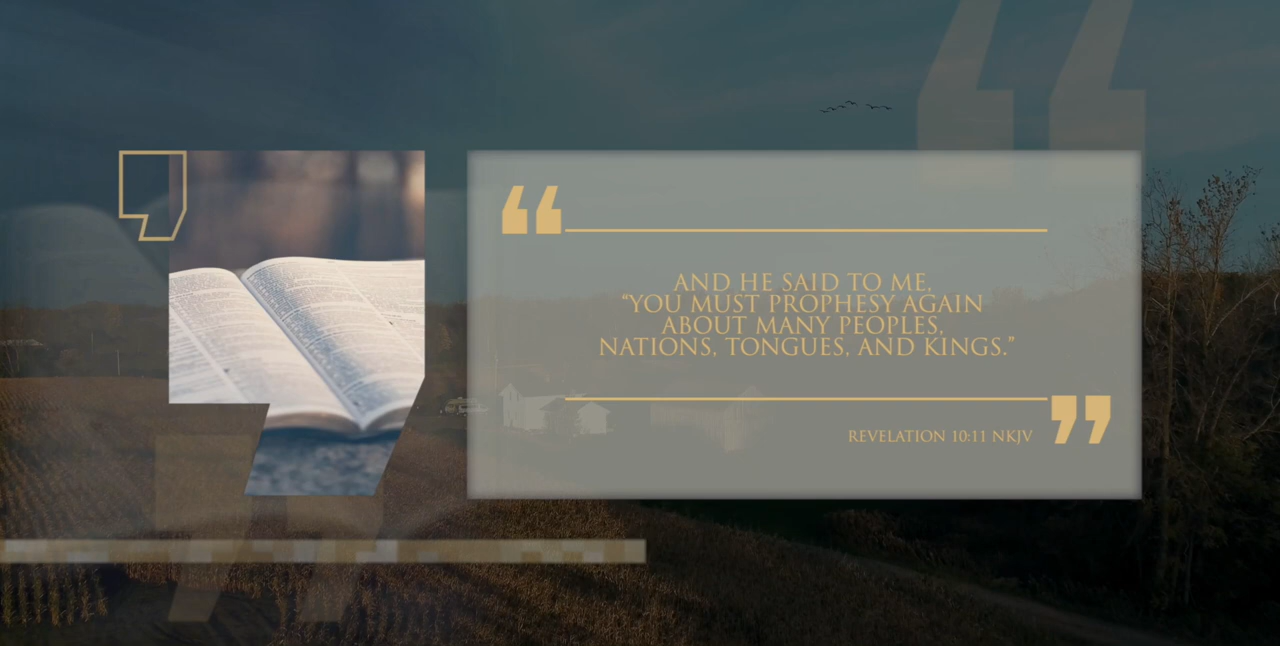 AND HE SAID TO ME,
“YOU MUST PROPHESY AGAIN
ABOUT MANY PEOPLES,
NATIONS, TONGUES, AND KINGS.”
REVELATION 10:11 NKJV